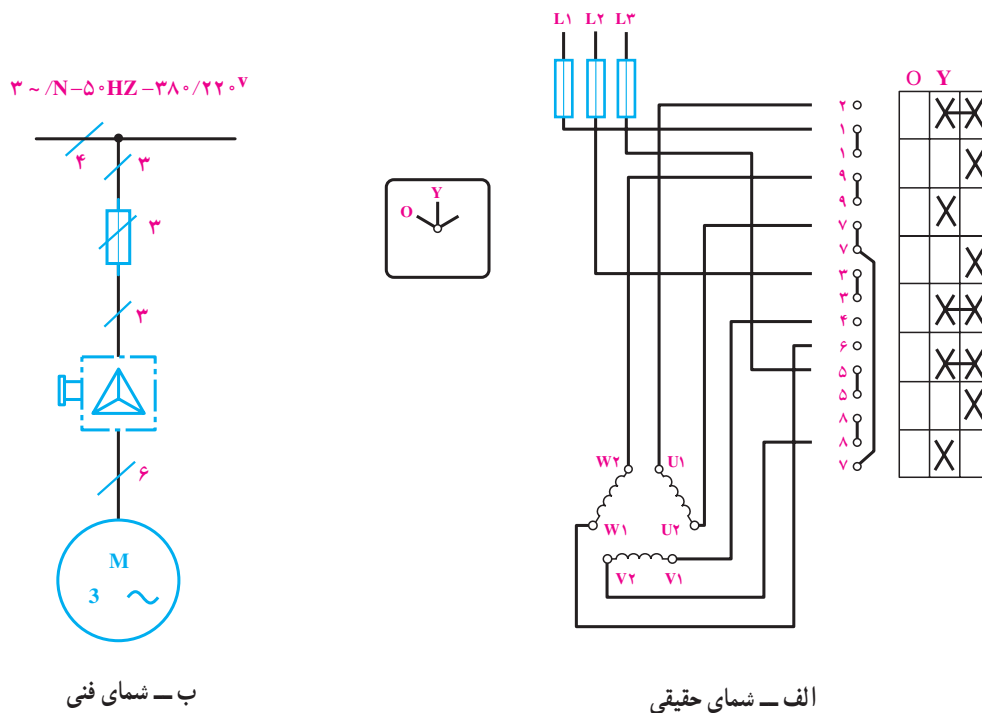 L۱ L۲ L۳
۳ ~ /N-۵۰HZ -۳۸۰/۲۲۰v
۴
۳
۳
۳
۶
M
3 ~
Y
O
O Y
۲
۱
۱
۹
۹
۷
۷
۳
۳
۴
۶
۵
۵
۸
۸
۷
W۲ U۱
W۱ U۲
V۲ V۱
الف ــ شمای حقیقی
ب ــ شمای فنی